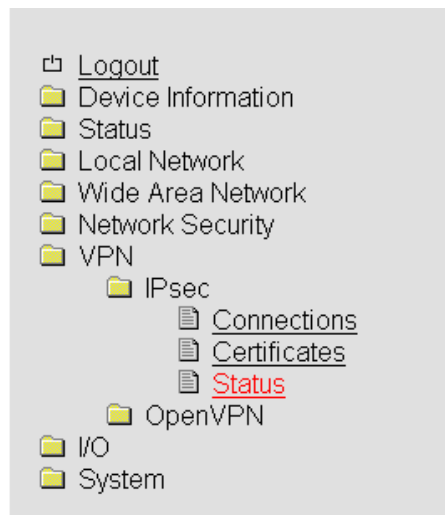 Logout
Device Information
Status
Local Network
Wide Area Network
Network Security
VPN
IPsec
Connections
Certificates
Status
OpenVPN
I/O
System